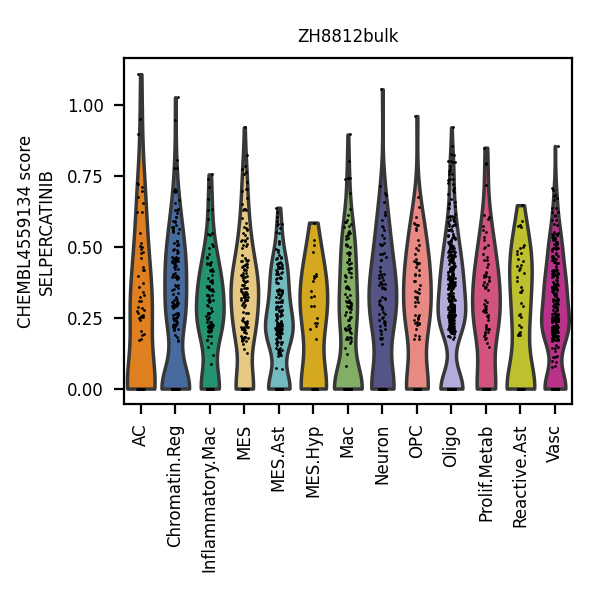 ZH8812bulk
CHEMBL4559134 score
SELPERCATINIB
1.00
0.75
0.50
0.25
0.00
AC
Chromatin.Reg
Inflammatory.Mac
MES
MES.Ast
MES.Hyp
Mac
Neuron
OPC
Oligo
Prolif.Metab
Reactive.Ast
Vasc